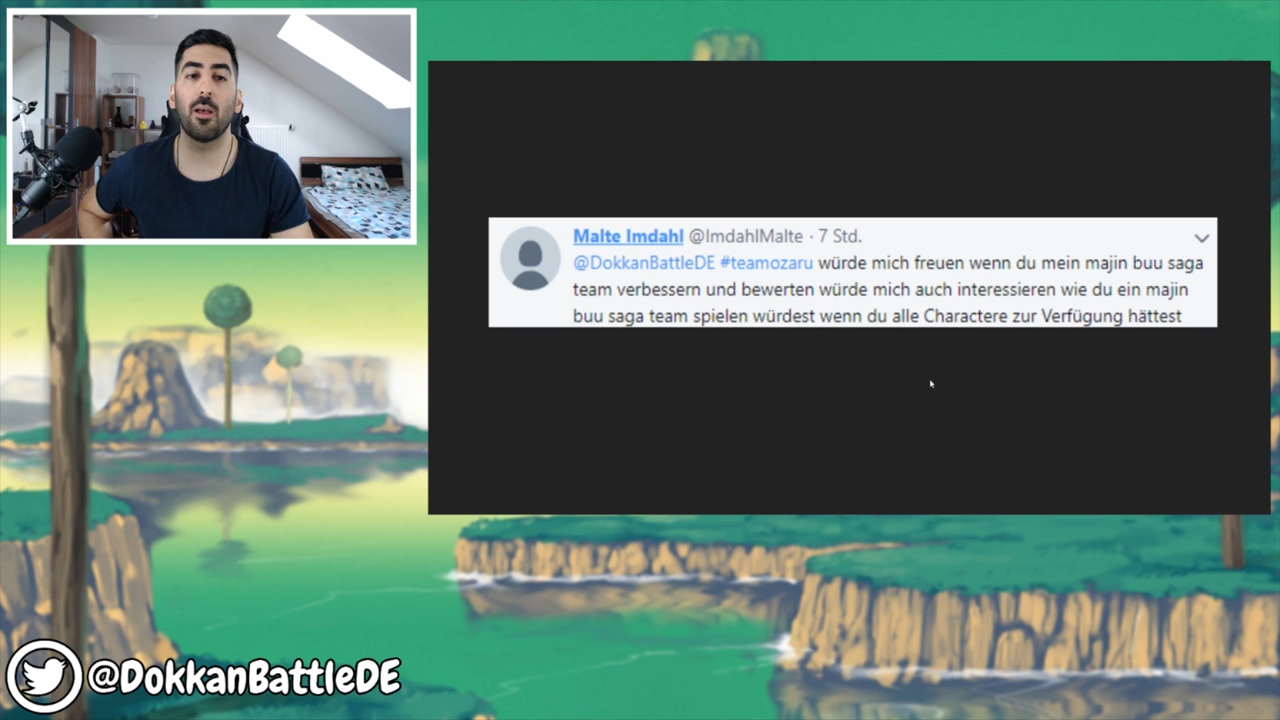 Malte Imdahl @ImdahlMalte · 7 Std.
@DokkanBattleDE #teamozaru würde mich freuen wenn du mein majin buu saga
team verbessern und bewerten würde mich auch interessieren wie du ein majin
buu saga team spielen würdest wenn du alle Charactere zur Verfügung hättest
@DokkanBattleDE